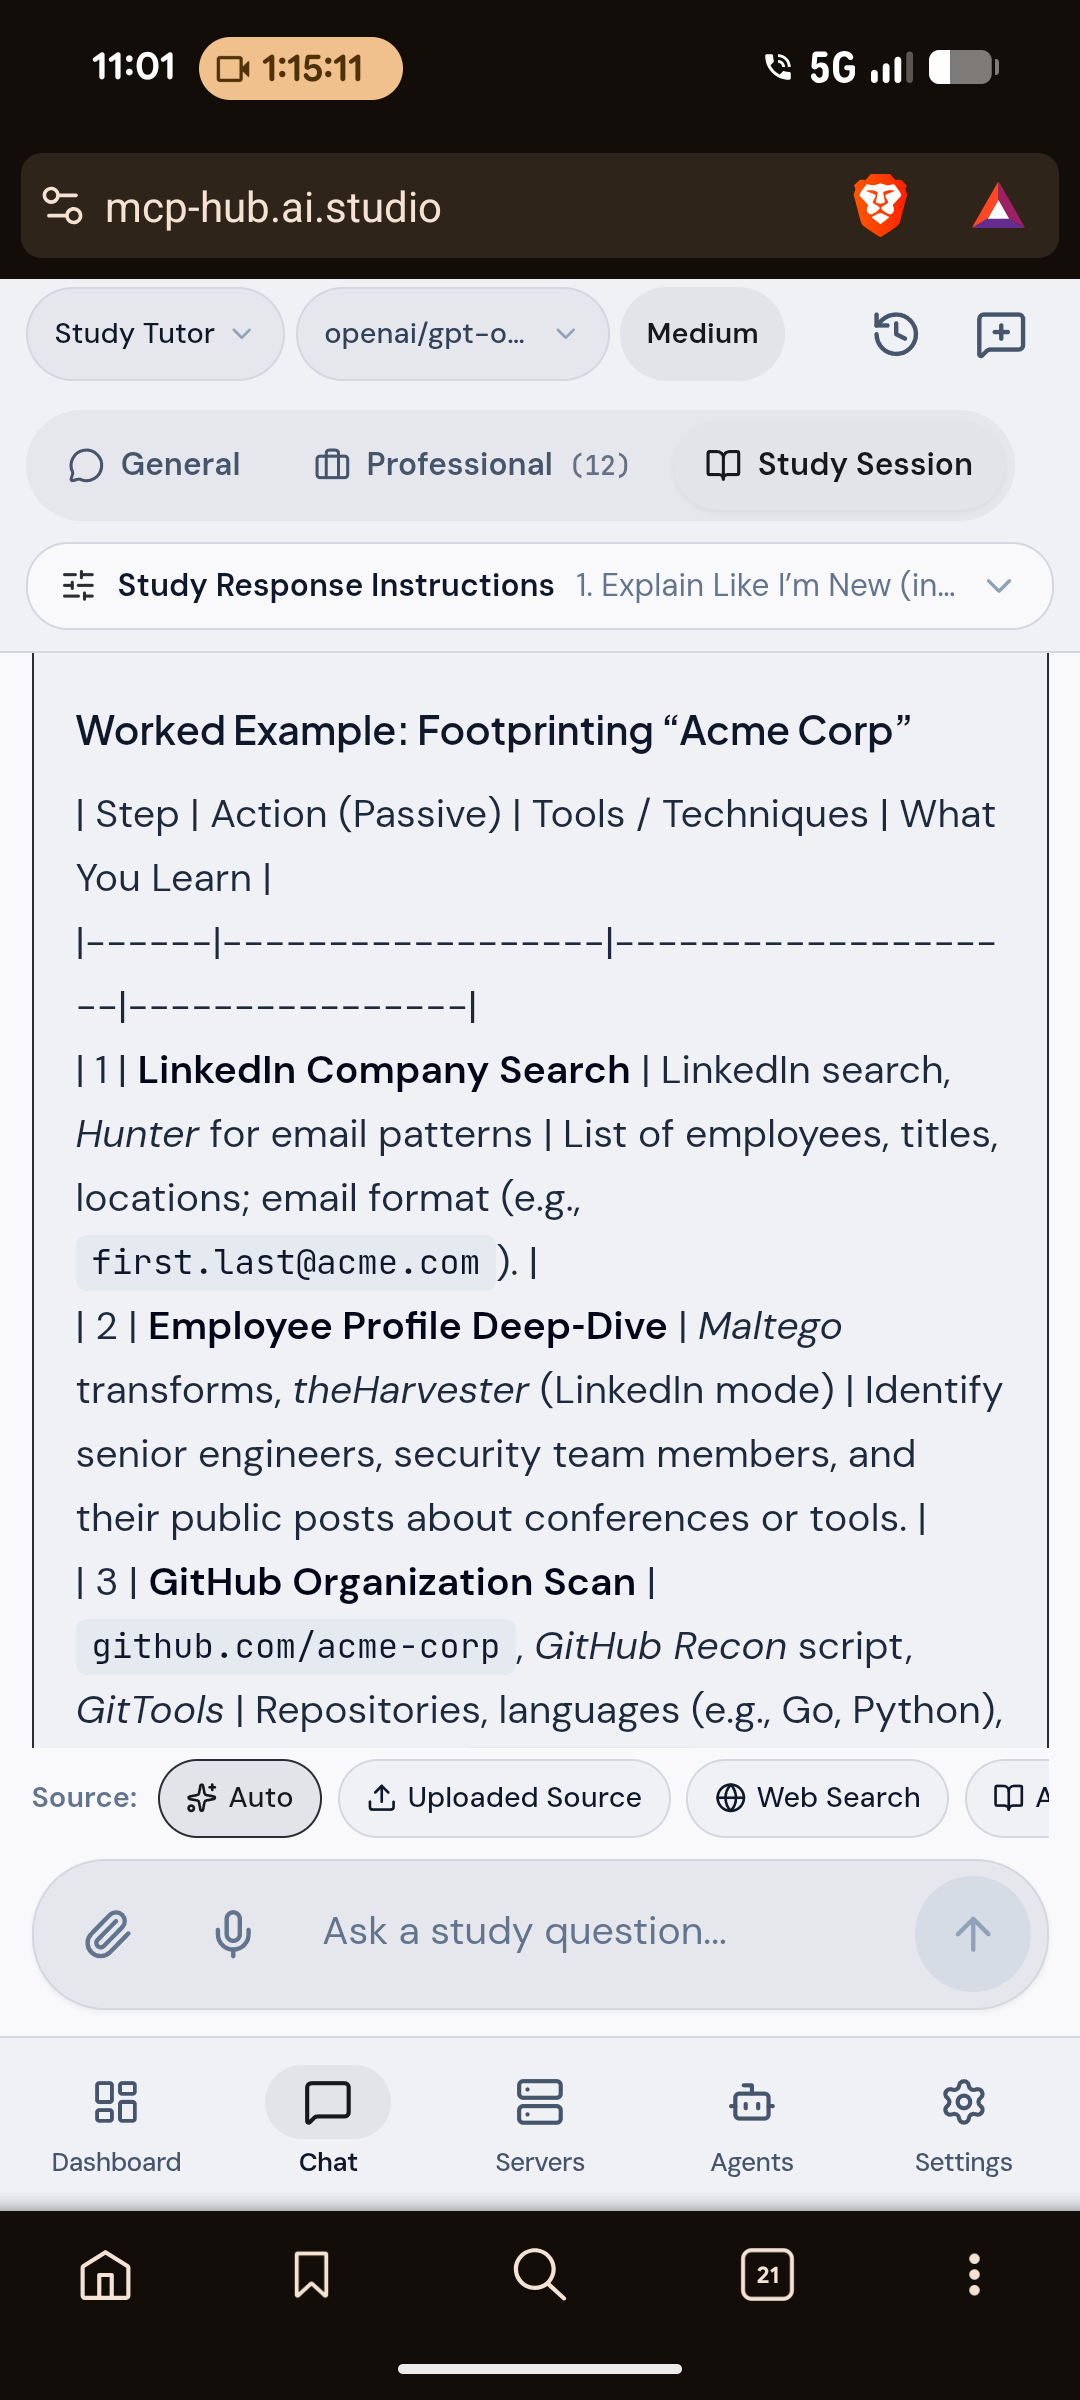 11:01 1:15:11 5G
mcp-hub.ai.studio
Study Tutor openai/gpt-o... Medium
General Professional (12) Study Session
Study Response Instructions 1. Explain Like I’m New (in...
Worked Example: Footprinting “Acme Corp”
| Step | Action (Passive) | Tools / Techniques | What
You Learn |
|------|------------------|------------------
--|----------------|
| 1 | LinkedIn Company Search | LinkedIn search,
Hunter for email patterns | List of employees, titles,
locations; email format (e.g.,
first.last@acme.com ). |
| 2 | Employee Profile Deep-Dive | Maltego
transforms, theHarvester (LinkedIn mode) | Identify
senior engineers, security team members, and
their public posts about conferences or tools. |
| 3 | GitHub Organization Scan |
github.com/acme-corp , GitHub Recon script,
GitTools | Repositories, languages (e.g., Go, Python),
Source: Auto Uploaded Source Web Search A
Ask a study question...
Dashboard Chat Servers Agents Settings
21